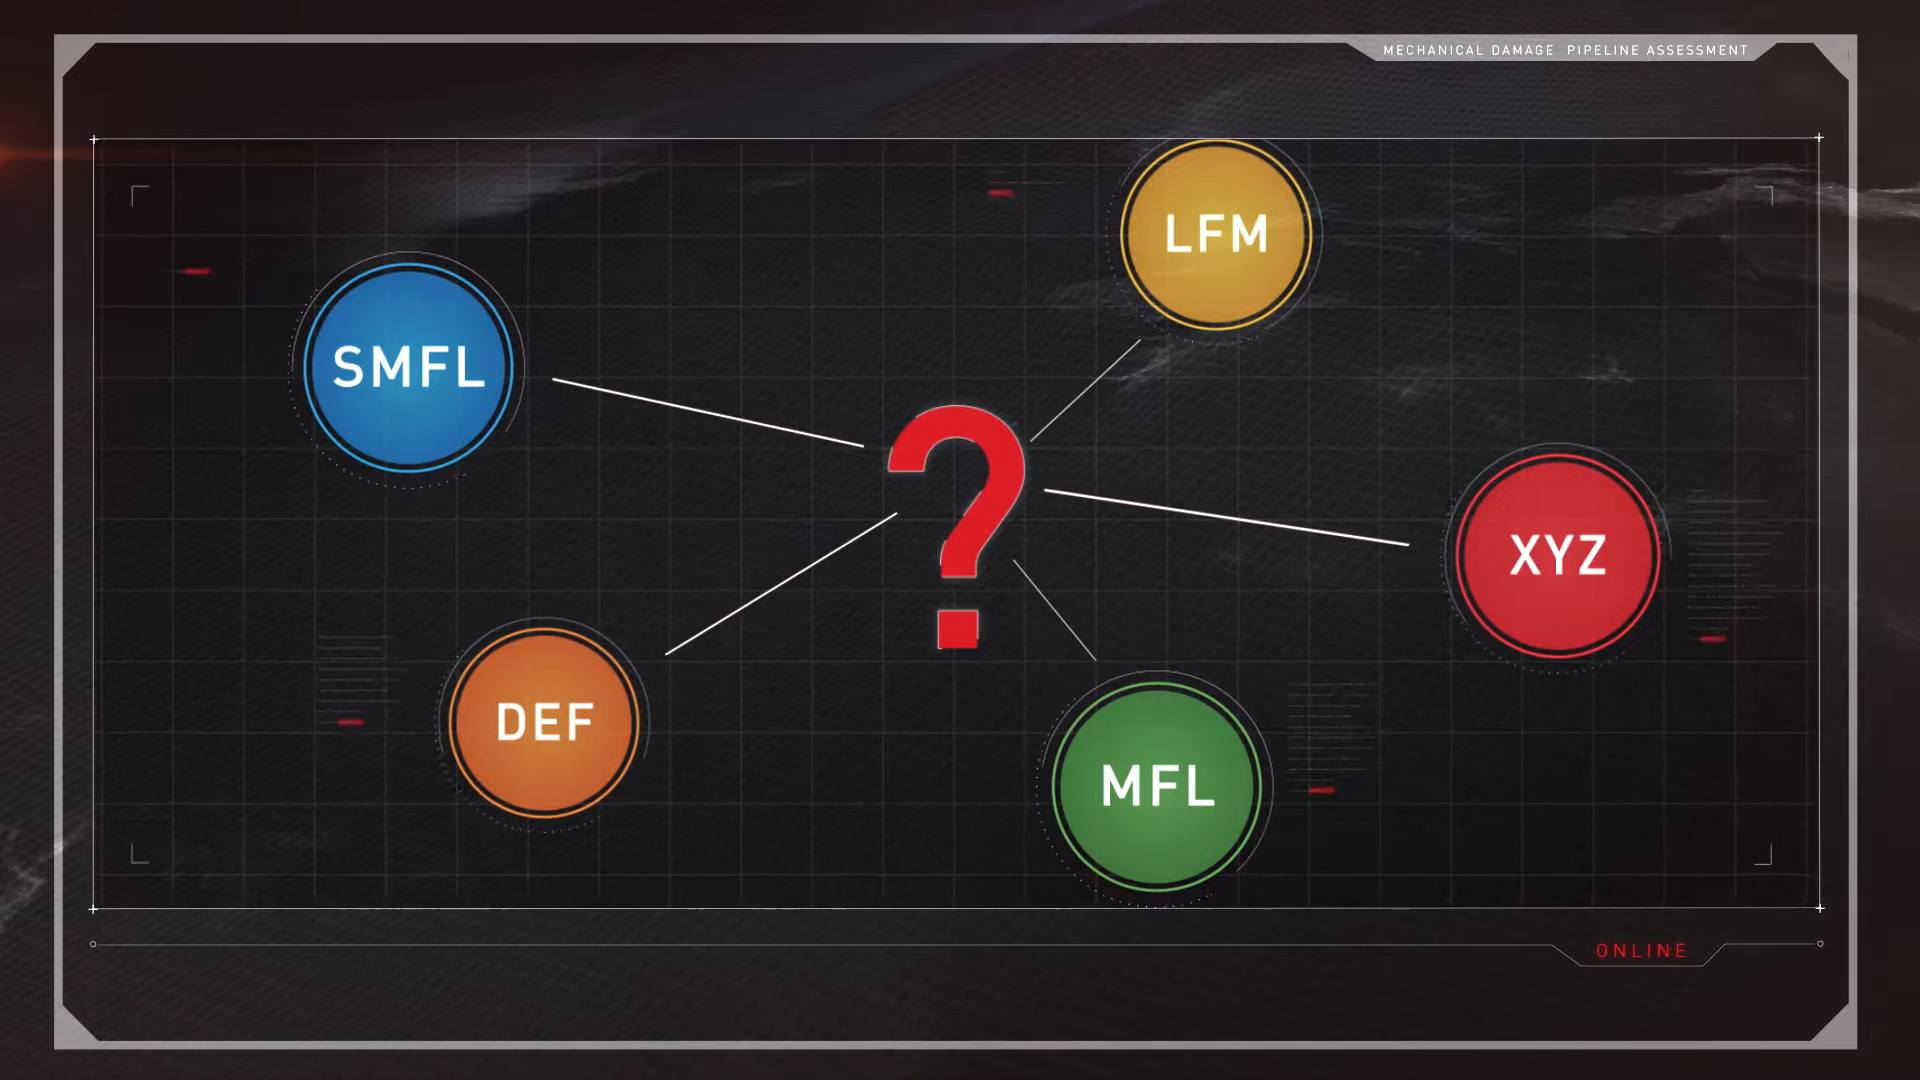 MECHANICAL DAMAGE PIPELINE ASSESSMENT
LFM
SMFL
?
XYZ
DEF
MFL
ONLINE